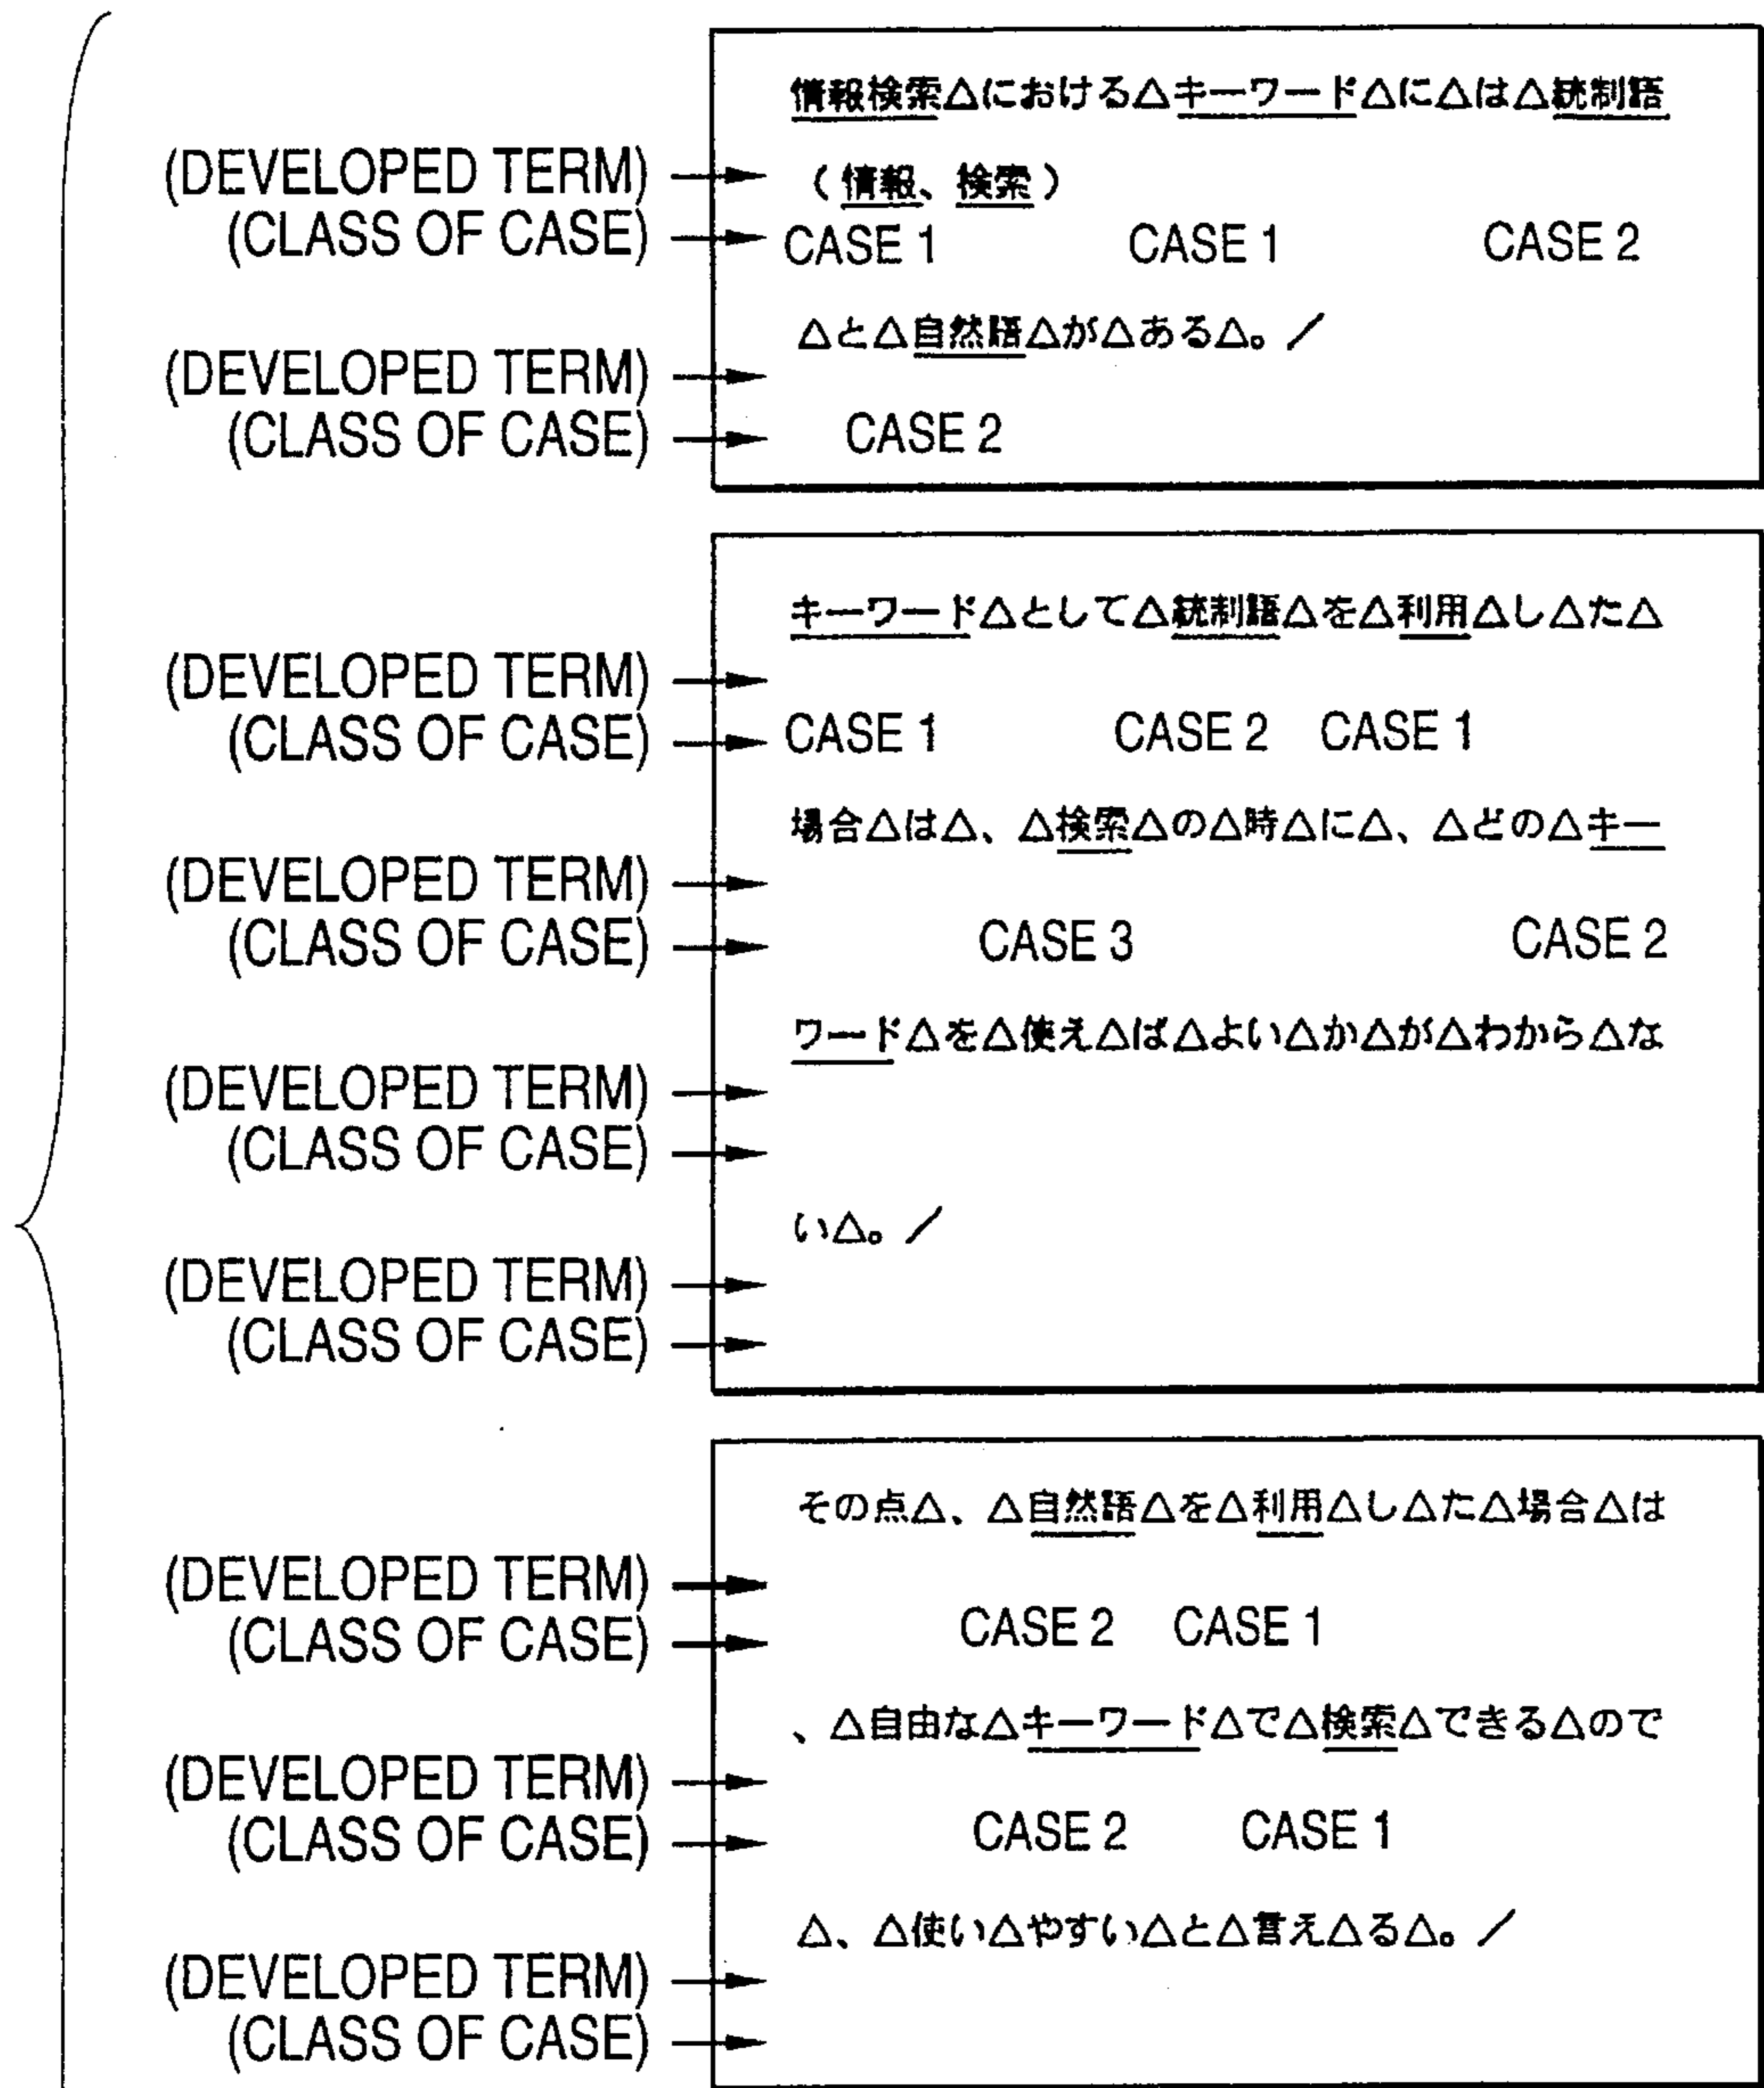 情報検索△における△キーワード△に△は△統制語
(DEVELOPED TERM) （情報、検索）
(CLASS OF CASE) CASE 1 CASE 1 CASE 2
△と△自然語△が△ある△。／
(DEVELOPED TERM)
(CLASS OF CASE) CASE 2
キーワード△として△統制語△を△利用△し△た△
(DEVELOPED TERM)
(CLASS OF CASE) CASE 1 CASE 2 CASE 1
場合△は△、△検索△の△時△に△、△どの△キー
(DEVELOPED TERM)
(CLASS OF CASE) CASE 3 CASE 2
ワード△を△使え△ば△よい△か△が△わから△な
(DEVELOPED TERM)
(CLASS OF CASE)
い△。／
(DEVELOPED TERM)
(CLASS OF CASE)
その点△、△自然語△を△利用△し△た△場合△は
(DEVELOPED TERM)
(CLASS OF CASE) CASE 2 CASE 1
、△自由な△キーワード△で△検索△できる△ので
(DEVELOPED TERM)
(CLASS OF CASE) CASE 2 CASE 1
△、△使い△やすい△と△言え△る△。／
(DEVELOPED TERM)
(CLASS OF CASE)